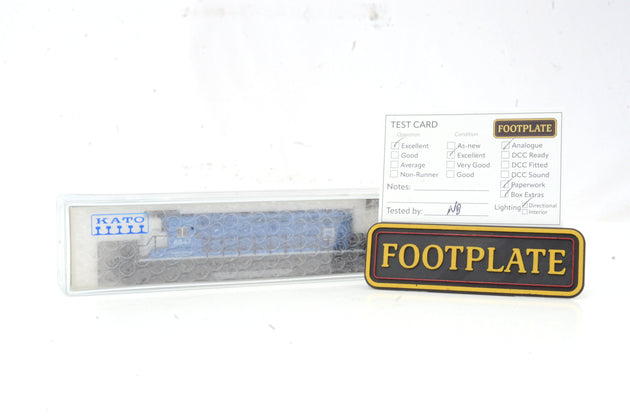 KATO
TEST CARD
FOOTPLATE
Operation
Condition
Excellent
As-new
Analogue
Good
Excellent
DCC Ready
Average
Very Good
DCC Fitted
Non-Runner
Good
DCC Sound
Paperwork
Notes:
Box Extras
Lighting
Directional
Interior
Tested by: NB
FOOTPLATE